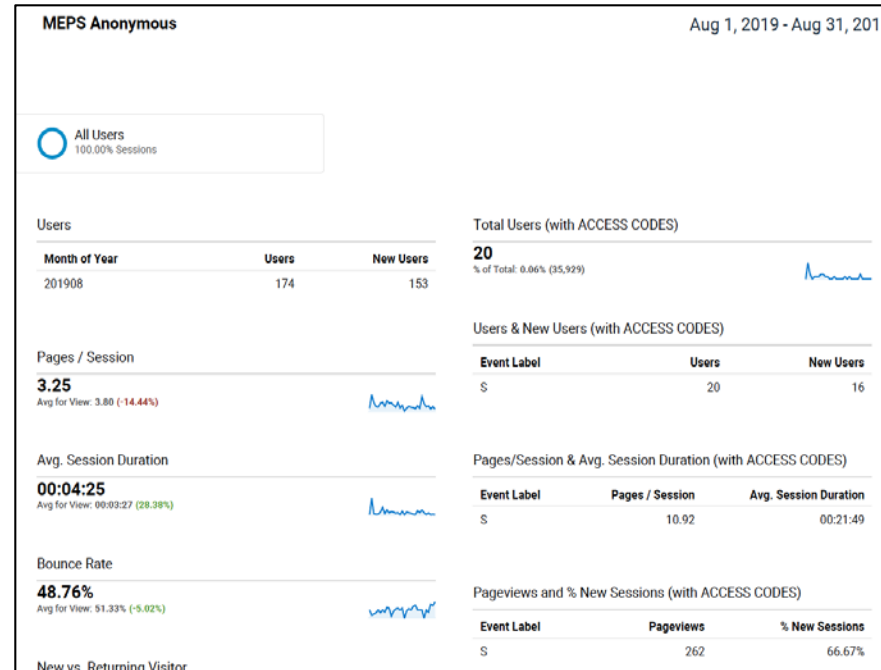 MEPS Anonymous
Aug 1, 2019 - Aug 31, 201
All Users
100.00% Sessions
Users
Month of Year Users New Users
201908 174 153
Pages / Session
3.25
Avg for View: 3.80 (-14.44%)
Avg. Session Duration
00:04:25
Avg for View: 00:03:27 (28.38%)
Bounce Rate
48.76%
Avg for View: 51.33% (-5.02%)
New vs. Returning Visitor
Total Users (with ACCESS CODES)
20
% of Total: 0.06% (35,929)
Users & New Users (with ACCESS CODES)
Event Label Users New Users
S 20 16
Pages/Session & Avg. Session Duration (with ACCESS CODES)
Event Label Pages / Session Avg. Session Duration
S 10.92 00:21:49
Pageviews and % New Sessions (with ACCESS CODES)
Event Label Pageviews % New Sessions
S 262 66.67%